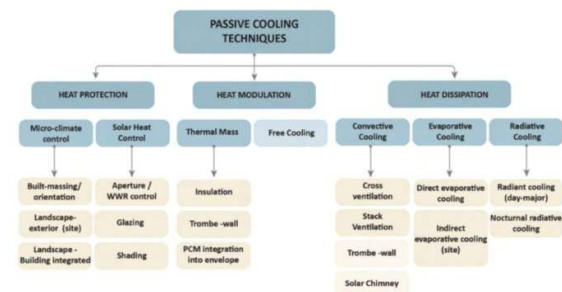 PASSIVE COOLING
TECHNIQUES
HEAT PROTECTION
HEAT MODULATION
HEAT DISSIPATION
Micro-climate
control
Solar Heat
Control
Thermal Mass
Free Cooling
Convective
Cooling
Evaporative
Cooling
Radiative
Cooling
Built-massing/
orientation
Landscape-
exterior (site)
Landscape -
Building integrated
Aperture /
WWR control
Glazing
Shading
Insulation
Trombe -wall
PCM integration
into envelope
Cross
ventilation
Stack
Ventilation
Trombe -wall
Solar Chimney
Direct evaporative
cooling
Indirect
evaporative cooling
(site)
Radiant cooling
(day-major)
Nocturnal radiative
cooling